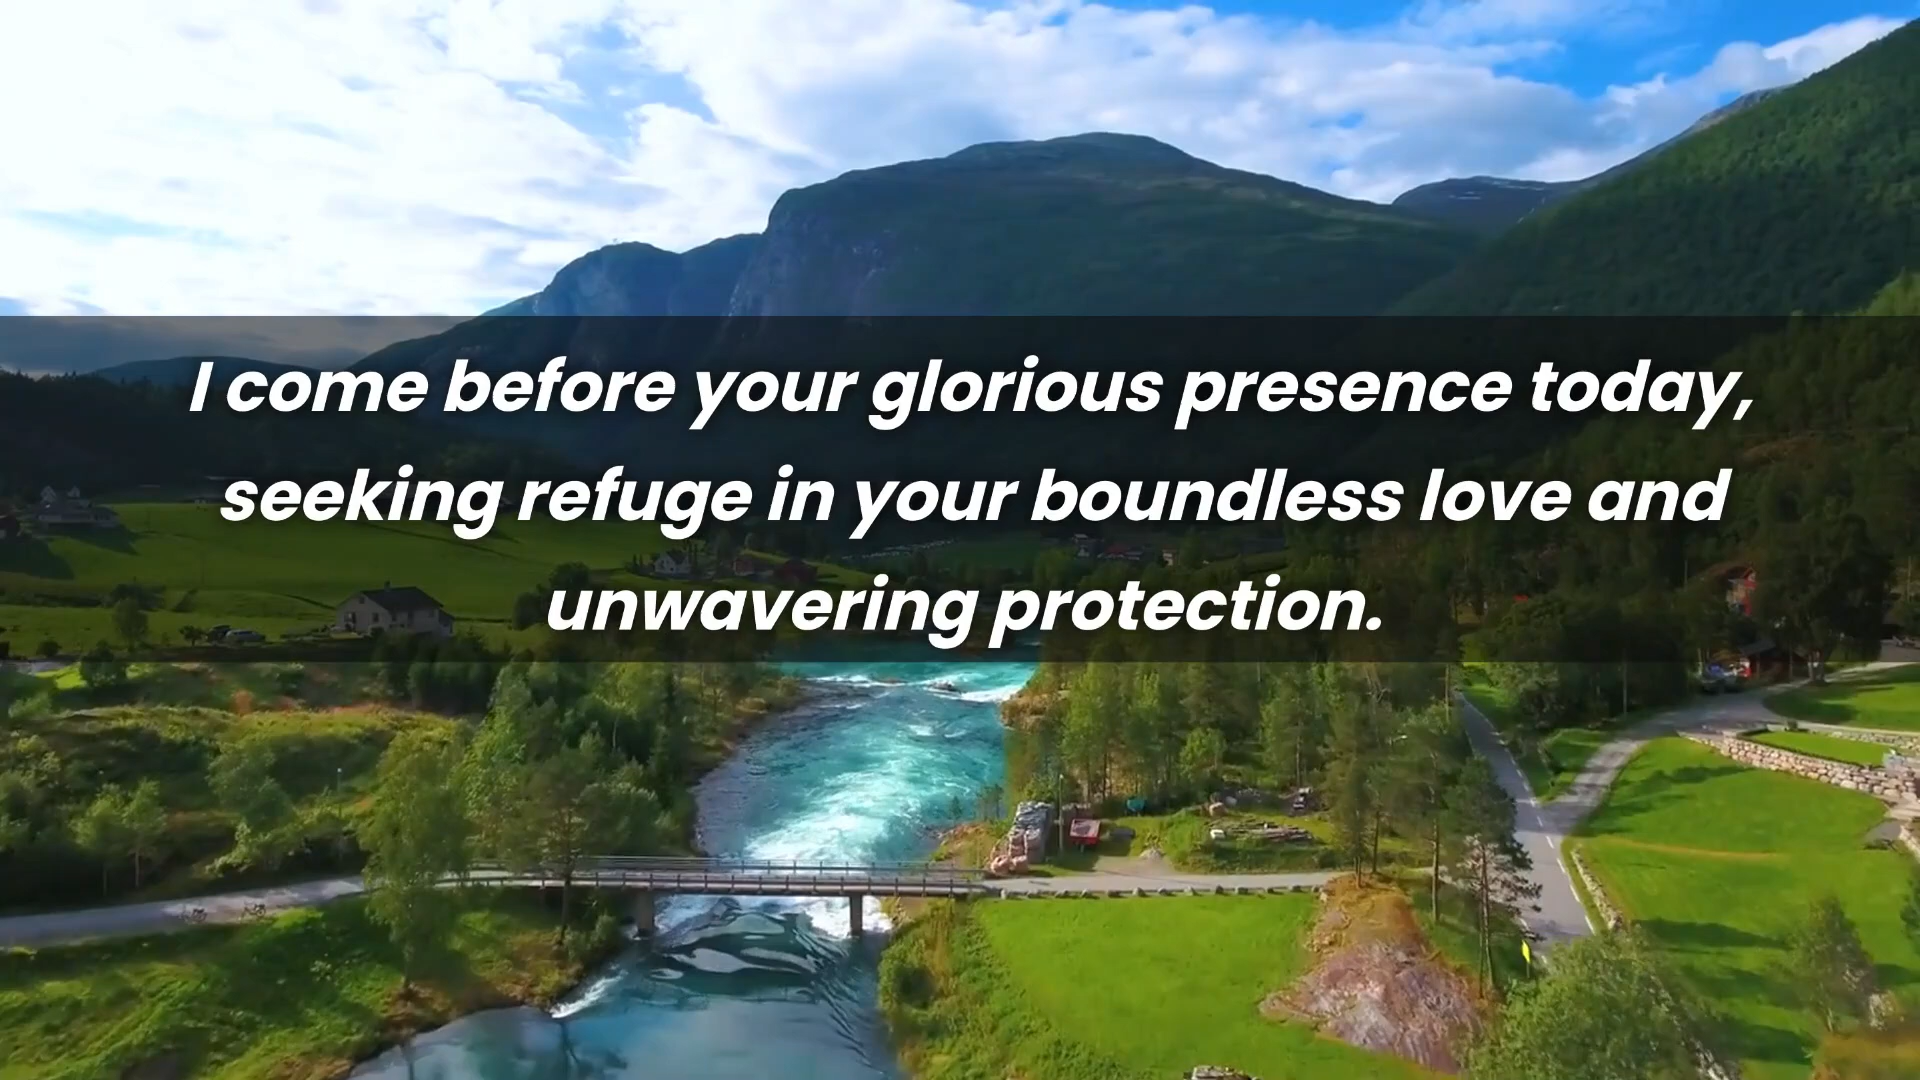 I come before your glorious presence today,
seeking refuge in your boundless love and
unwavering protection.